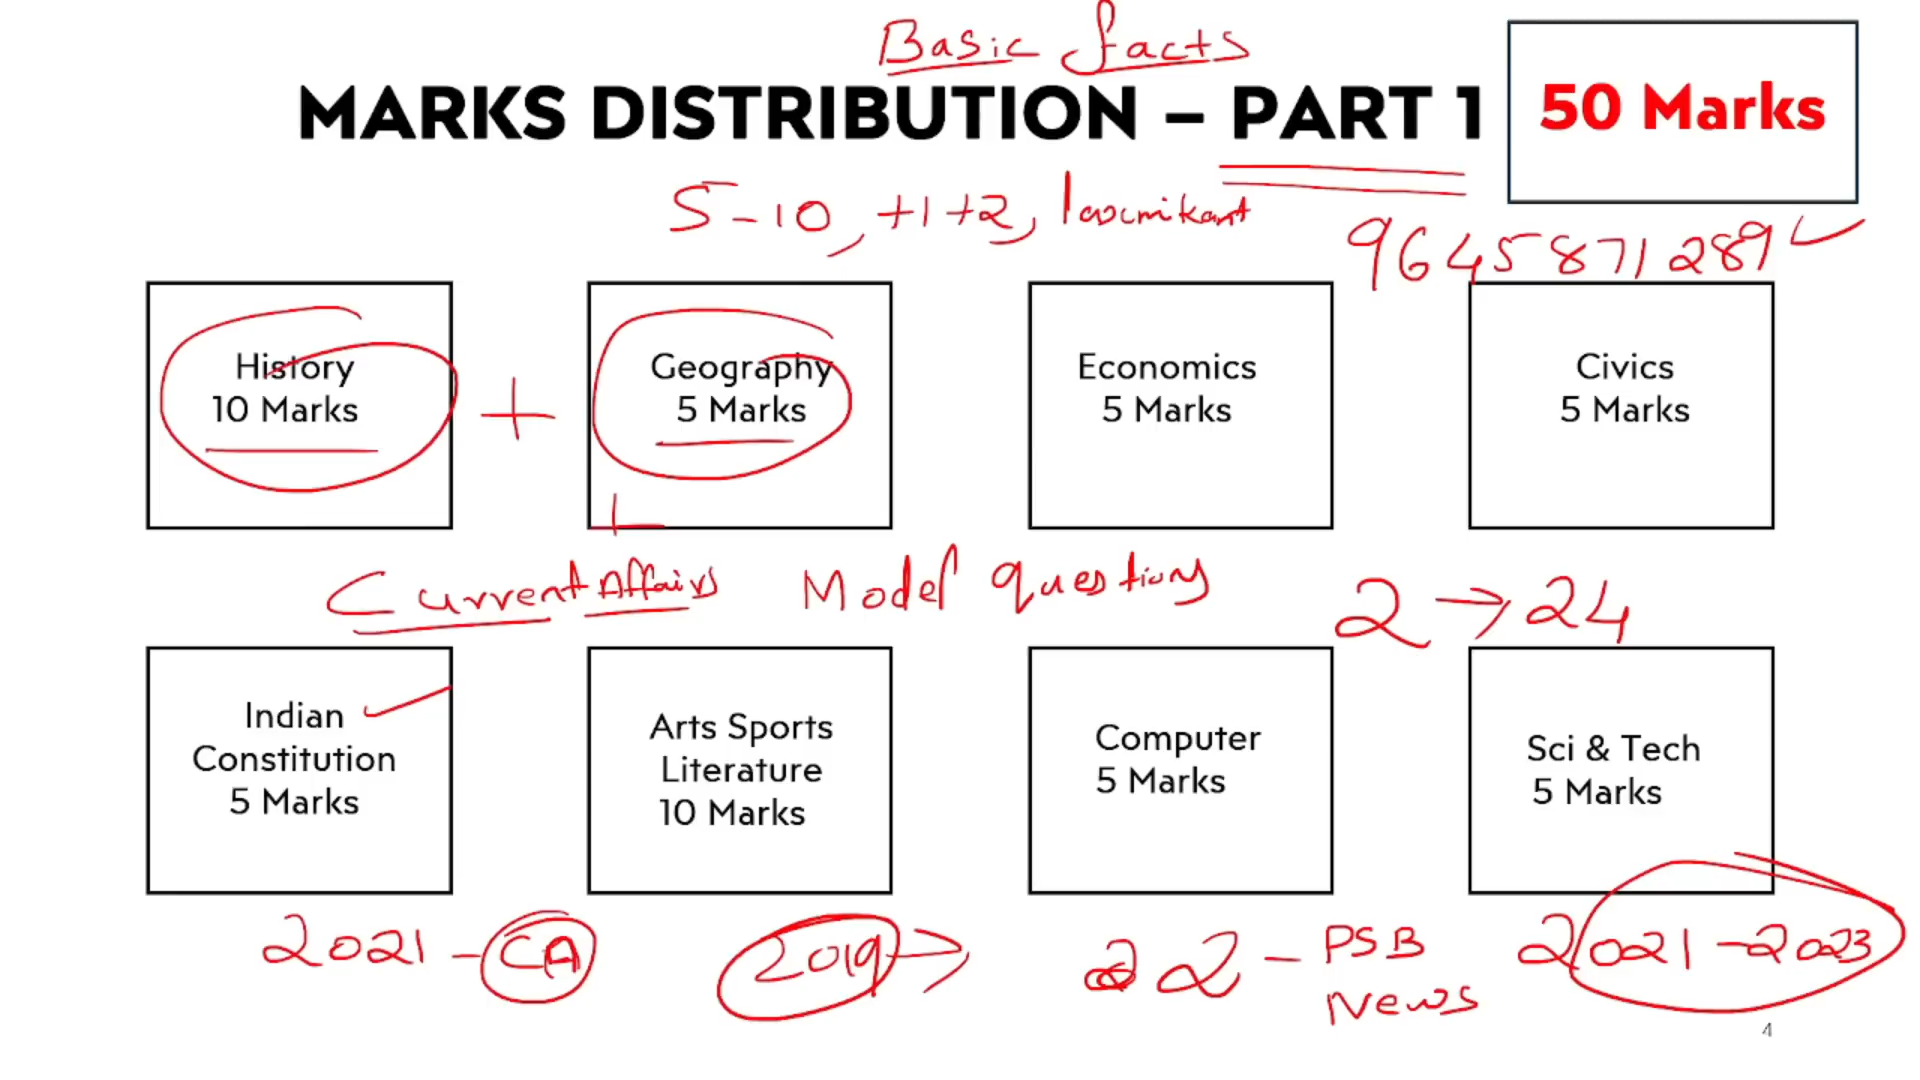 Basic facts
MARKS DISTRIBUTION – PART 1
50 Marks
5-10, +1+2, laxmikant
9645871289
History
10 Marks
+
Geography
5 Marks
+
Economics
5 Marks
Civics
5 Marks
Current Affairs Model questions
2 → 24
Indian
Constitution
5 Marks
Arts Sports
Literature
10 Marks
Computer
5 Marks
Sci & Tech
5 Marks
2021 - CA
2019 →
22 - PSB
News
2021-2023
4